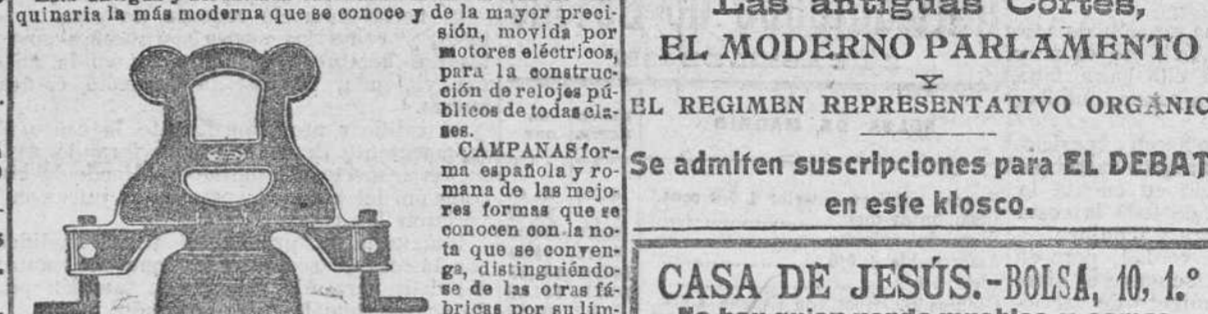 quinaria la más moderna que se conoce y de la mayor preci-
sión, movida por
motores eléctricos,
para la construc-
ción de relojes pú-
blicos de todas cla-
ses.
CAMPANAS for-
ma española y ro-
mana de las mejo-
res formas que se
conocen con la no-
ta que se conven-
ga, distinguiéndo-
se de las otras fá-
bricas por su lim-
Las antiguas Cortes,
EL MODERNO PARLAMENTO
Y
EL REGIMEN REPRESENTATIVO ORGÁNIC
Se admiten suscripciones para EL DEBAT
en este kiosco.
CASA DE JESÚS.-BOLSA, 10, 1.º